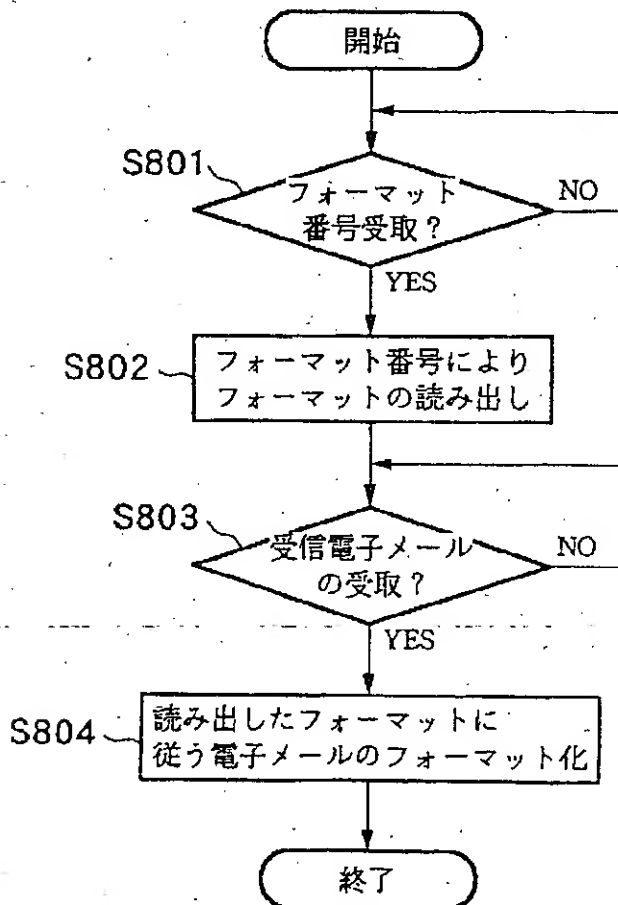 開始
S801
フォーマット
番号受取?
NO
YES
S802
フォーマット番号により
フォーマットの読み出し
S803
受信電子メール
の受取?
NO
YES
S804
読み出したフォーマットに
従う電子メールのフォーマット化
終了